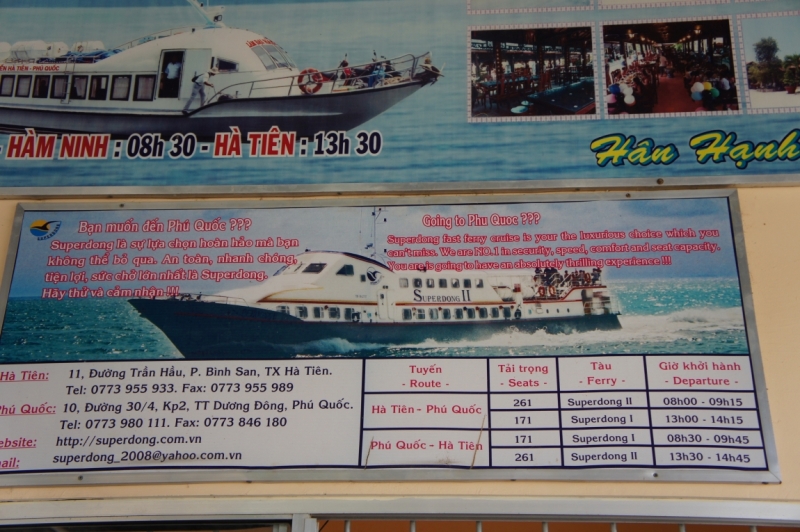 HÀM NINH : 08h 30 - HÀ TIÊN : 13h 30
Hân Hạnh
SUPERDONG
Bạn muốn đến Phú Quốc ???
Superdong là sự lựa chọn hoàn hảo mà bạn
không thể bỏ qua. An toàn, nhanh chóng,
tiện lợi, sức chở lớn nhất là Superdong.
Hãy thử và cảm nhận !!!
Going to Phu Quoc ???
Superdong fast ferry cruise is your the luxurious choice which you
can't miss. We are NO.1 in security, speed, comfort and seat capacity.
You are is going to have an absolutely thrilling experience !!!
SUPERDONG II
Hà Tiên: 11, Đường Trần Hầu, P. Bình San, TX Hà Tiên.
Tel: 0773 955 933. Fax: 0773 955 989
Phú Quốc: 10, Đường 30/4, Kp2, TT Dương Đông, Phú Quốc.
Tel: 0773 980 111. Fax: 0773 846 180
ebsite: http://superdong.com.vn
mail: superdong_2008@yahoo.com.vn
Tuyến Tải trọng Tàu Giờ khởi hành
- Route - - Seats - - Ferry - - Departure -
Hà Tiên - Phú Quốc 261 Superdong II 08h00 - 09h15
171 Superdong I 13h00 - 14h15
Phú Quốc - Hà Tiên 171 Superdong I 08h30 - 09h45
261 Superdong II 13h30 - 14h45